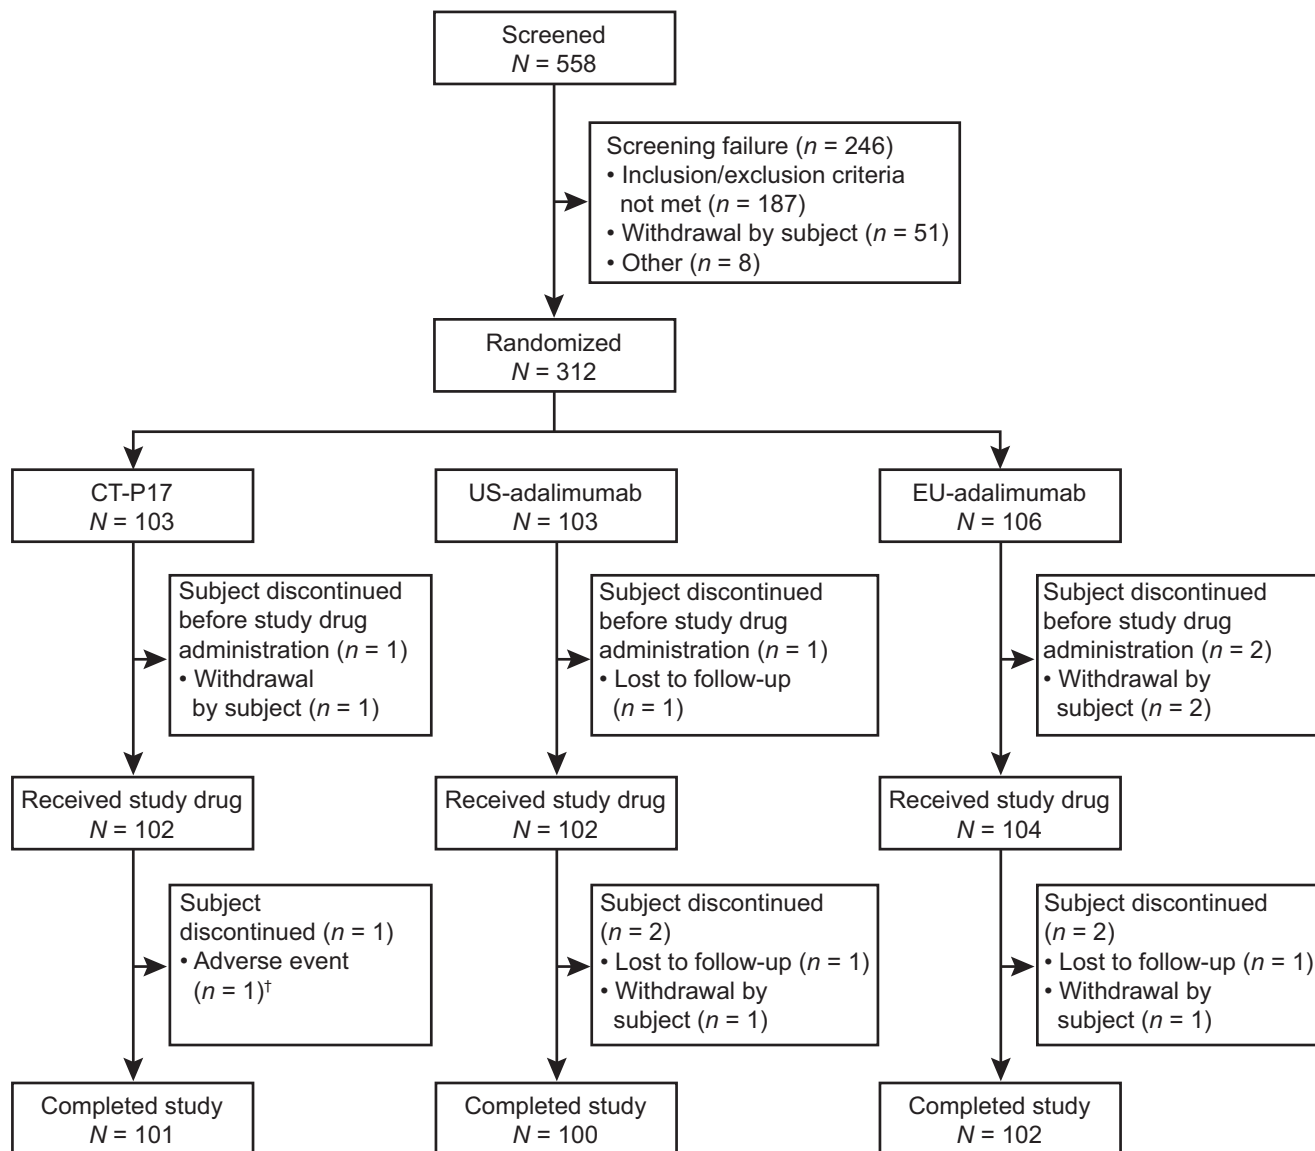 Screened
N = 558
Screening failure (n = 246)
• Inclusion/exclusion criteria
not met (n = 187)
• Withdrawal by subject (n = 51)
• Other (n = 8)
Randomized
N = 312
CT-P17
N = 103
US-adalimumab
N = 103
EU-adalimumab
N = 106
Subject discontinued
before study drug
administration (n = 1)
• Withdrawal
by subject (n = 1)
Subject discontinued
before study drug
administration (n = 1)
• Lost to follow-up
(n = 1)
Subject discontinued
before study drug
administration (n = 2)
• Withdrawal by
subject (n = 2)
Received study drug
N = 102
Received study drug
N = 102
Received study drug
N = 104
Subject
discontinued (n = 1)
• Adverse event
(n = 1)†
Subject discontinued
(n = 2)
• Lost to follow-up (n = 1)
• Withdrawal by
subject (n = 1)
Subject discontinued
(n = 2)
• Lost to follow-up (n = 1)
• Withdrawal by
subject (n = 1)
Completed study
N = 101
Completed study
N = 100
Completed study
N = 102